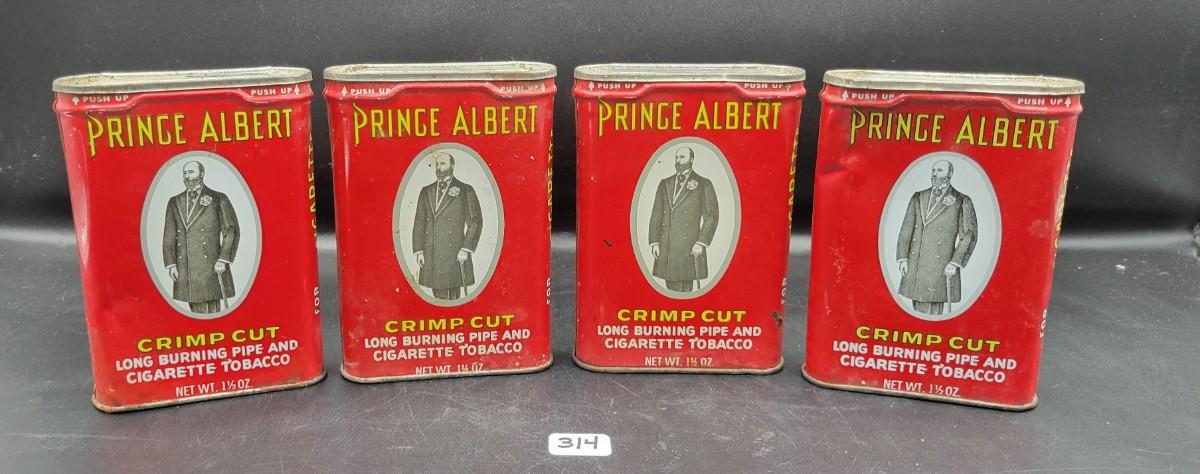 PUSH UP PUSH UP
PRINCE ALBERT
CRIMP CUT
LONG BURNING PIPE AND
CIGARETTE TOBACCO
NET WT. 1½ OZ.
FOR
PUSH UP PUSH UP
PRINCE ALBERT
CRIMP CUT
LONG BURNING PIPE AND
CIGARETTE TOBACCO
NET WT. 1½ OZ.
FOR
PUSH UP PUSH UP
PRINCE ALBERT
CRIMP CUT
LONG BURNING PIPE AND
CIGARETTE TOBACCO
NET WT. 1½ OZ.
FOR
PUSH UP PUSH UP
PRINCE ALBERT
CRIMP CUT
LONG BURNING PIPE AND
CIGARETTE TOBACCO
NET WT. 1½ OZ.
FOR
314